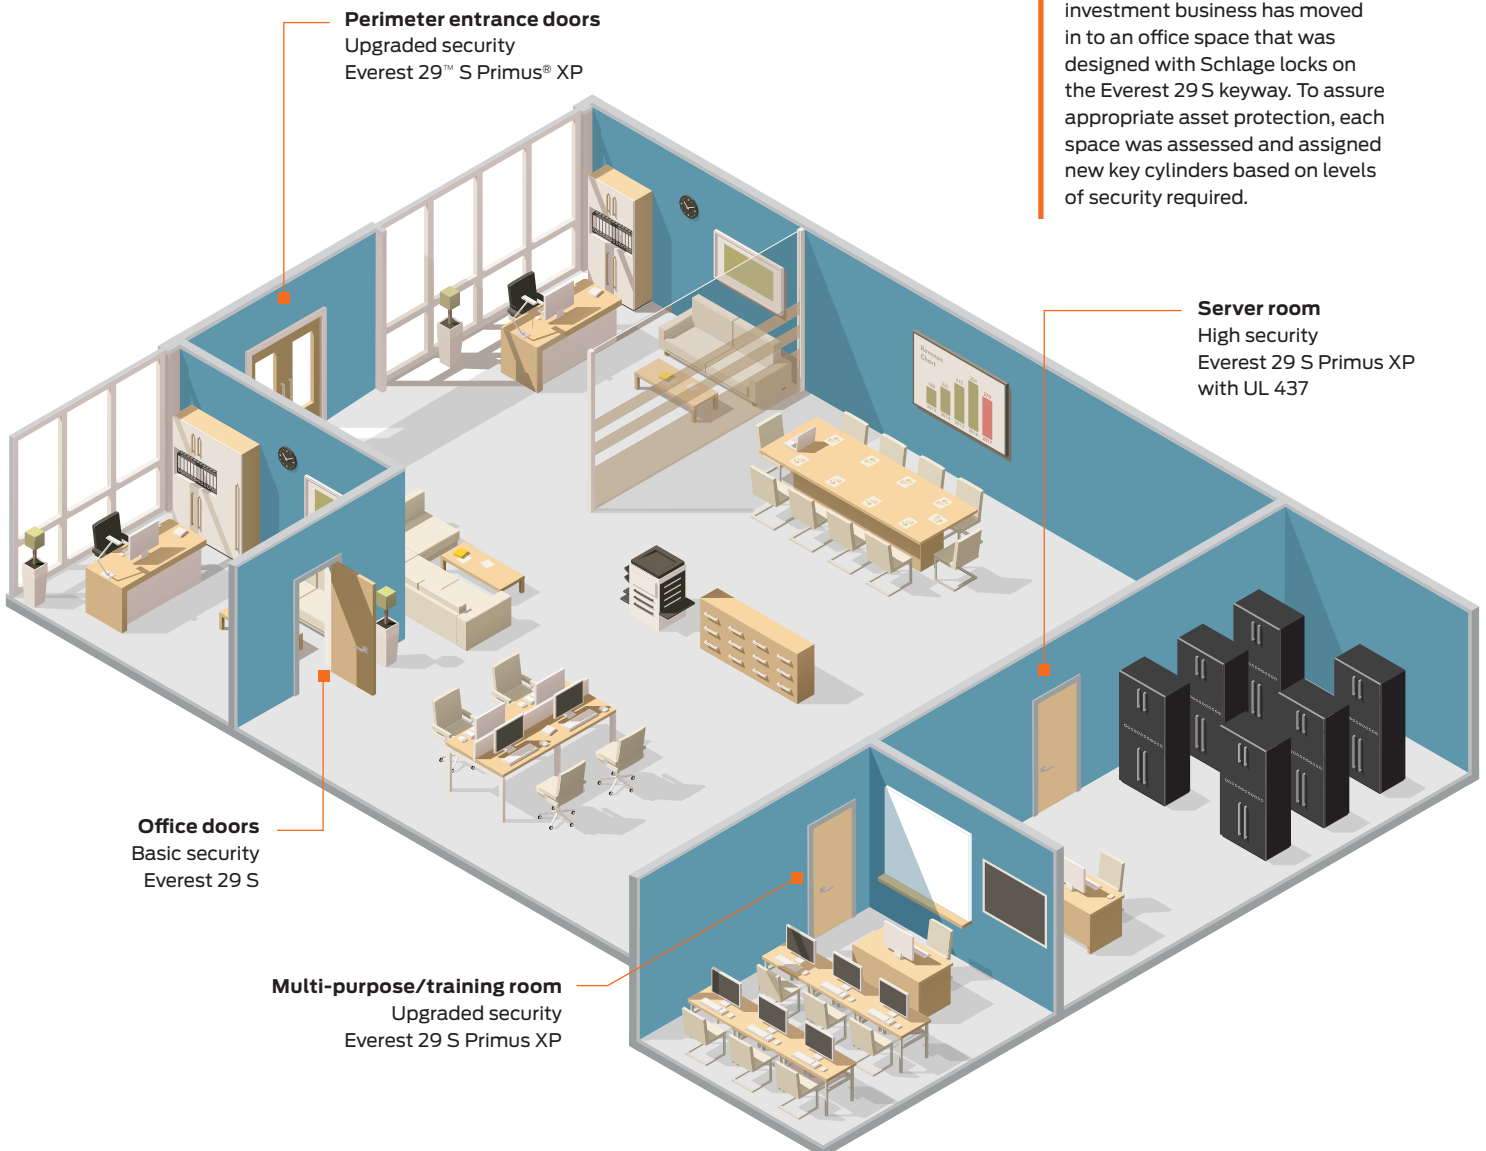 Perimeter entrance doors
Upgraded security
Everest 29™ S Primus® XP
investment business has moved
in to an office space that was
designed with Schlage locks on
the Everest 29 S keyway. To assure
appropriate asset protection, each
space was assessed and assigned
new key cylinders based on levels
of security required.
Server room
High security
Everest 29 S Primus XP
with UL 437
Revenue
Chart
Office doors
Basic security
Everest 29 S
Multi-purpose/training room
Upgraded security
Everest 29 S Primus XP